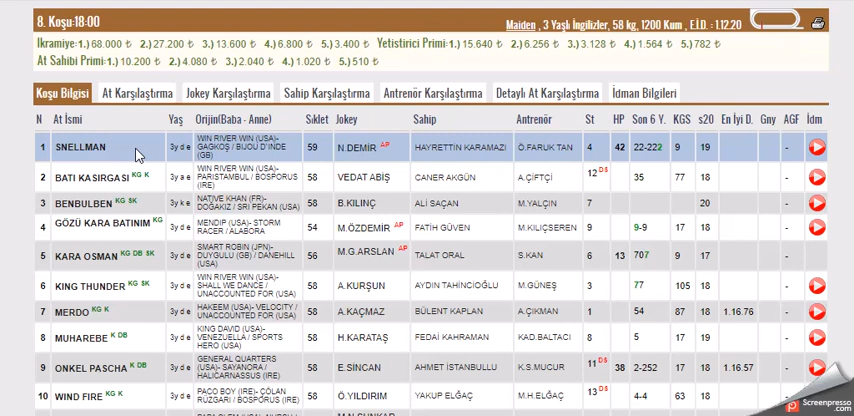 8. Koşu:18:00
Maiden , 3 Yaşlı İngilizler, 58 kg, 1200 Kum , E.İ.D. : 1.12.20
Ikramiye:1.) 68.000 ₺ 2.) 27.200 ₺ 3.) 13.600 ₺ 4.) 6.800 ₺ 5.) 3.400 ₺ Yetistirici Primi:1.) 15.640 ₺ 2.) 6.256 ₺ 3.) 3.128 ₺ 4.) 1.564 ₺ 5.) 782 ₺
At Sahibi Primi:1.) 10.200 ₺ 2.) 4.080 ₺ 3.) 2.040 ₺ 4.) 1.020 ₺ 5.) 510 ₺
Koşu Bilgisi At Karşılaştırma Jokey Karşılaştırma Sahip Karşılaştırma Antrenör Karşılaştırma Detaylı At Karşılaştırma İdman Bilgileri
N At İsmi Yaş Orijin(Baba - Anne) Sıklet Jokey Sahip Antrenör St HP Son 6 Y. KGS s20 En İyi D. Gny AGF İdm
1 SNELLMAN 3y d e WIN RIVER WIN (USA)- GAGKOŞ / BIJOU D'INDE (GB) 59 N.DEMİR AP HAYRETTİN KARAMAZI Ö.FARUK TAN 4 42 22-222 9 19 -
2 BATI KASIRGASI KG K 3y a e WIN RIVER WIN (USA)- PARISTAMBUL / BOSPORUS (IRE) 58 VEDAT ABİŞ CANER AKGÜN A.ÇİFTÇİ 12 DS 35 77 18 -
3 BENBULBEN KG SK 3y k e NATIVE KHAN (FR)- DOĞAKIZ / SRI PEKAN (USA) 58 B.KILINÇ ALİ SAÇAN M.YALÇIN 7 20 -
4 GÖZÜ KARA BATINIM KG 3y d e MENDIP (USA)- STORM RACER / ALABORA 54 M.ÖZDEMİR AP FATİH GÜVEN M.KILIÇSEREN 9 9-9 17 18 -
5 KARA OSMAN KG DB SK 3y d e SMART ROBIN (JPN)- DUYGULU (GB) / DANEHILL (USA) 56 M.G.ARSLAN AP TALAT ORAL S.KAN 6 13 707 9 17 -
6 KING THUNDER KG SK 3y d e WIN RIVER WIN (USA)- SHALL WE DANCE / UNACCOUNTED FOR (USA) 58 A.KURŞUN AYDIN TAHİNCİOĞLU M.GÜNEŞ 3 77 105 18 -
7 MERDO KG K 3y d e HAKEEM (USA)- VELOCITY / UNACCOUNTED FOR (USA) 58 A.KAÇMAZ BÜLENT KAPLAN A.ÇIKMAN 1 54 87 18 1.16.76 -
8 MUHAREBE K DB 3y d e KING DAVID (USA)- VENEZUELLA / SPORTS HERO (USA) 58 H.KARATAŞ FEDAİ KAHRAMAN KAD.BALTACI 8 5 17 19 -
9 ONKEL PASCHA K DB 3y d e GENERAL QUARTERS (USA)- SAYANORA / HALICARNASSUS (IRE) 58 E.SİNCAN AHMET İSTANBULLU K.S.MUCUR 11 DS 38 2-252 17 18 1.16.57 -
10 WIND FIRE KG K 3y d e PACO BOY (IRE)- ÇOLAN RÜZGARI / BOSPORUS (IRE) 58 Ö.YILDIRIM YAKUP ELGAÇ M.H.ELGAÇ 13 DS 4-4 63 18 -
Screenpresso
.com